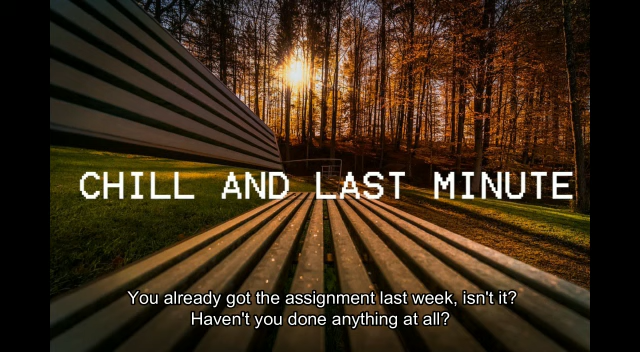 CHILL AND LAST MINUTE
You already got the assignment last week, isn't it?
Haven't you done anything at all?